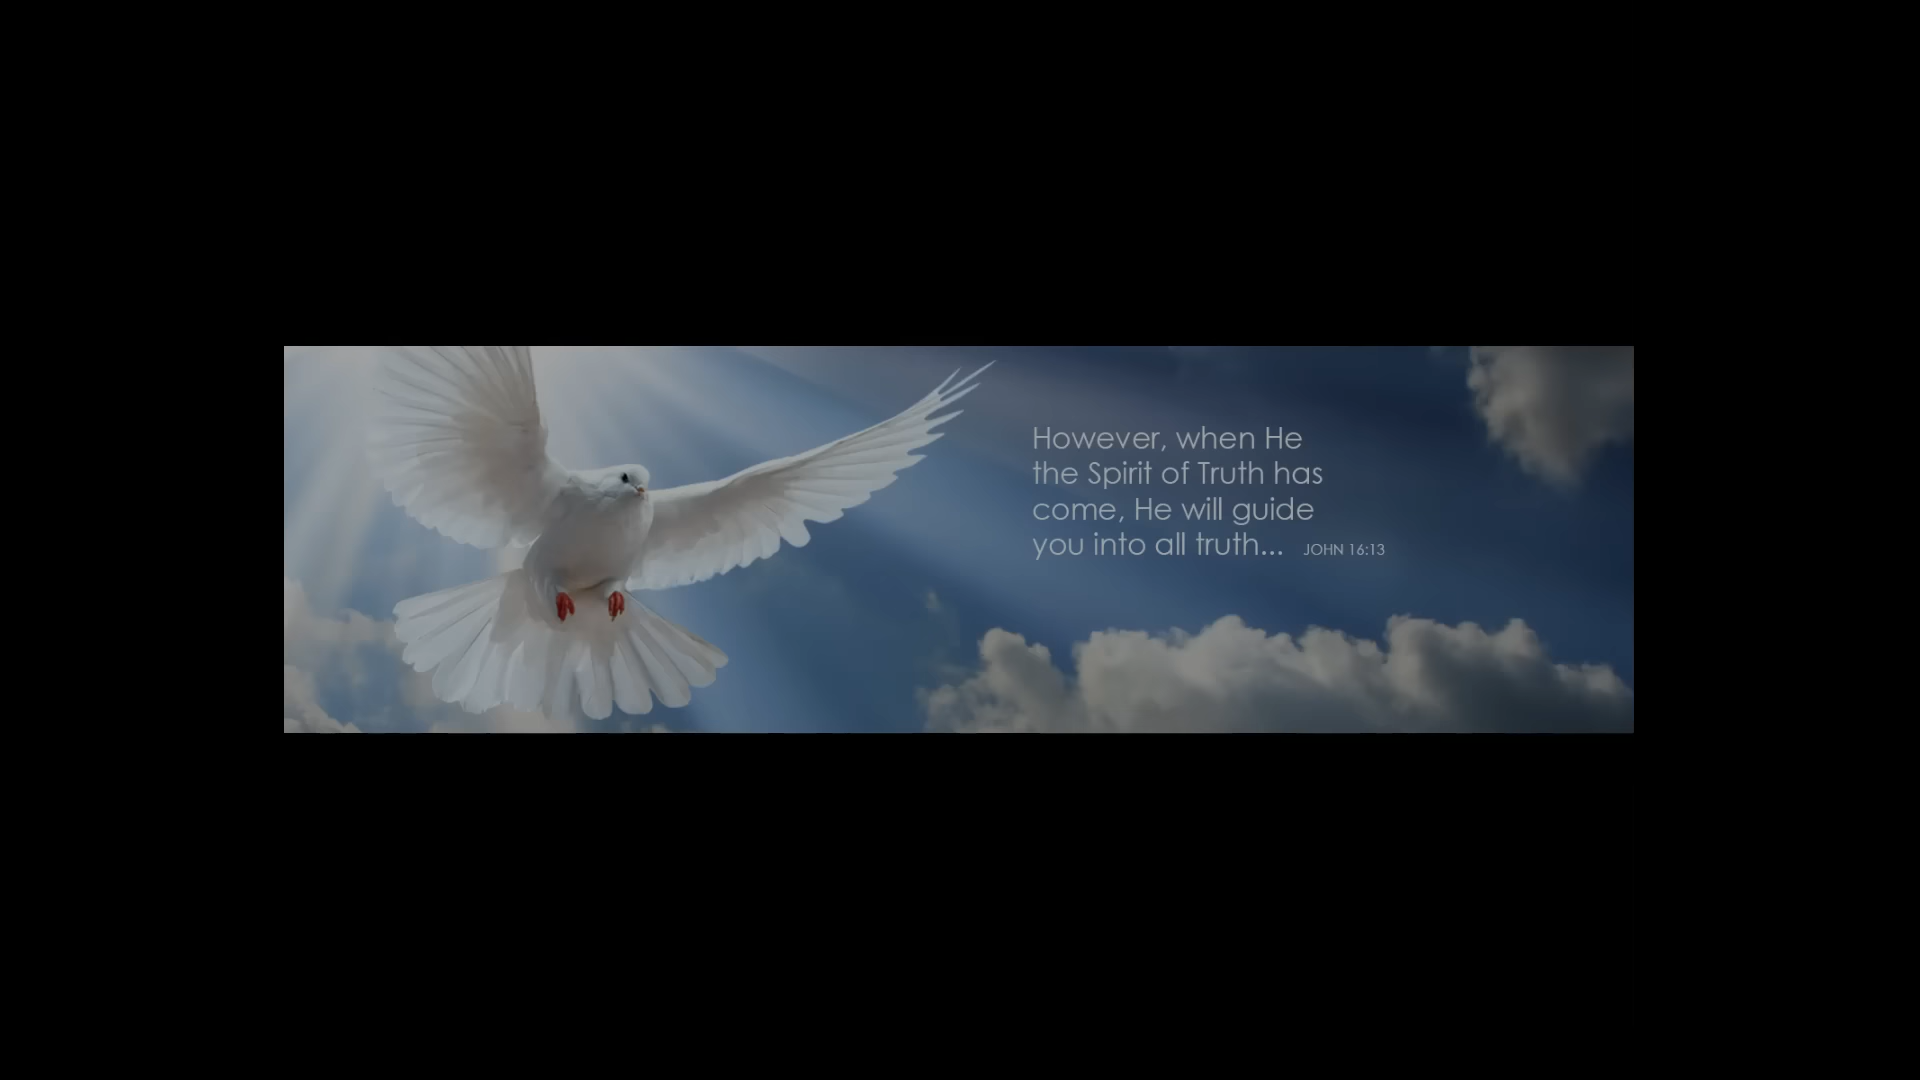 However, when He
the Spirit of Truth has
come, He will guide
you into all truth... JOHN 16:13